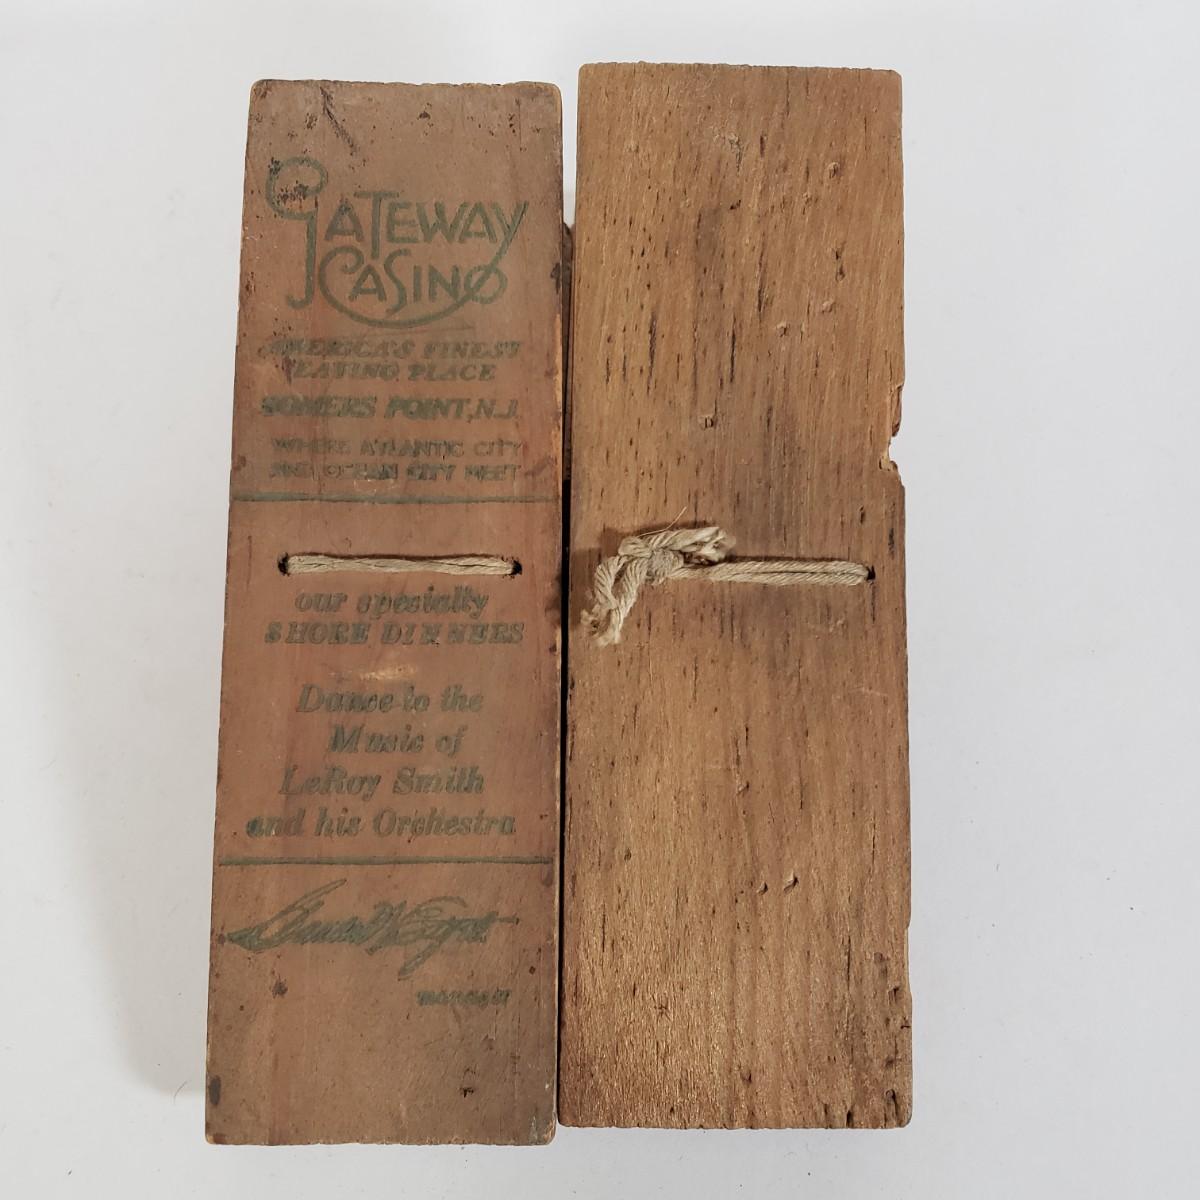 Gateway
Casino
AMERICA'S FINEST
EATING PLACE
SOMERS POINT, N.J.
WHERE ATLANTIC CITY
AND OCEAN CITY MEET
our specialty
SHORE DINNERS
Dance to the
Music of
LeRoy Smith
and his Orchestra